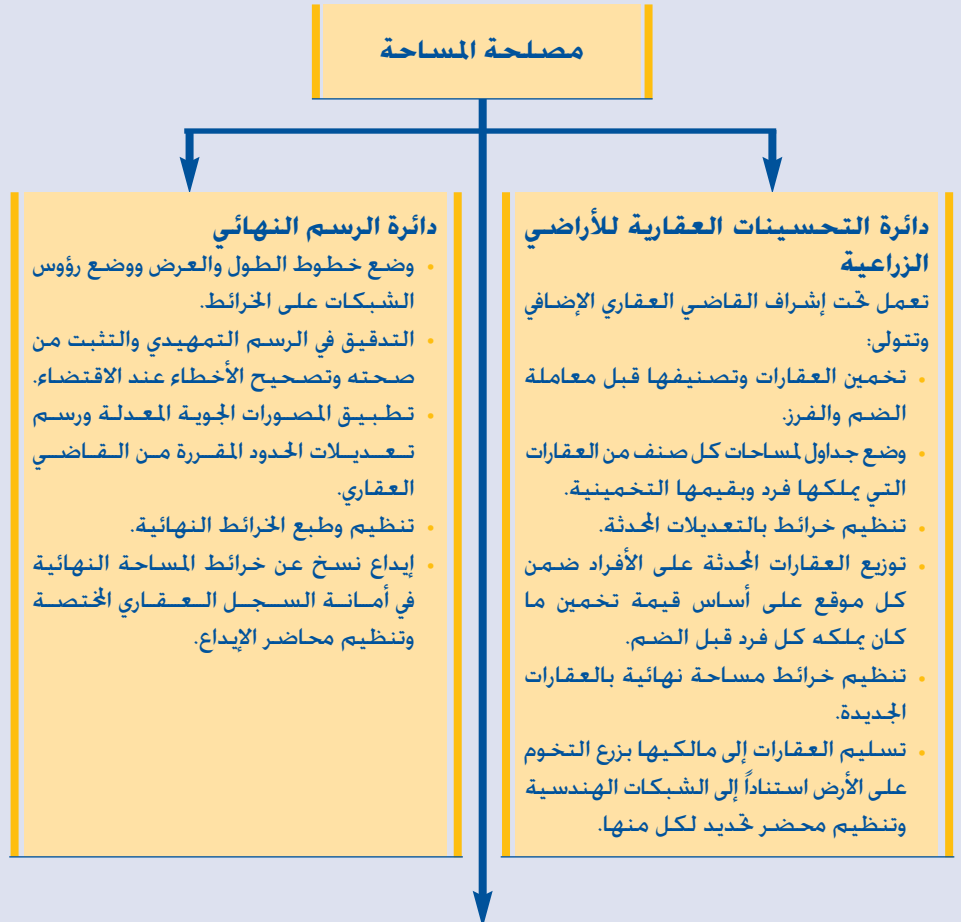 مصلحة المساحة
دائرة التحسينات العقارية للأراضي
الزراعية
تعمل تحت إشراف القاضي العقاري الإضافي
وتتولى:
• تخمين العقارات وتصنيفها قبل معاملة
الضم والفرز.
• وضع جداول لمساحات كل صنف من العقارات
التي يملكها فرد وبقيمها التخمينية.
• تنظيم خرائط بالتعديلات المحدثة.
• توزيع العقارات المحدثة على الأفراد ضمن
كل موقع على أساس قيمة تخمين ما
كان يملكه كل فرد قبل الضم.
• تنظيم خرائط مساحة نهائية بالعقارات
الجديدة.
• تسليم العقارات إلى مالكيها بزرع التخوم
على الأرض استناداً إلى الشبكات الهندسية
وتنظيم محضر تحديد لكل منها.
دائرة الرسم النهائي
• وضع خطوط الطول والعرض ووضع رؤوس
الشبكات على الخرائط.
• التدقيق في الرسم التمهيدي والتثبت من
صحته وتصحيح الأخطاء عند الاقتضاء.
• تطبيق المصورات الجوية المعدلة ورسم
تعديلات الحدود المقررة من القاضي
العقاري.
• تنظيم وطبع الخرائط النهائية.
• إيداع نسخ عن خرائط المساحة النهائية
في أمانة السجل العقاري المختصة
وتنظيم محاضر الإيداع.